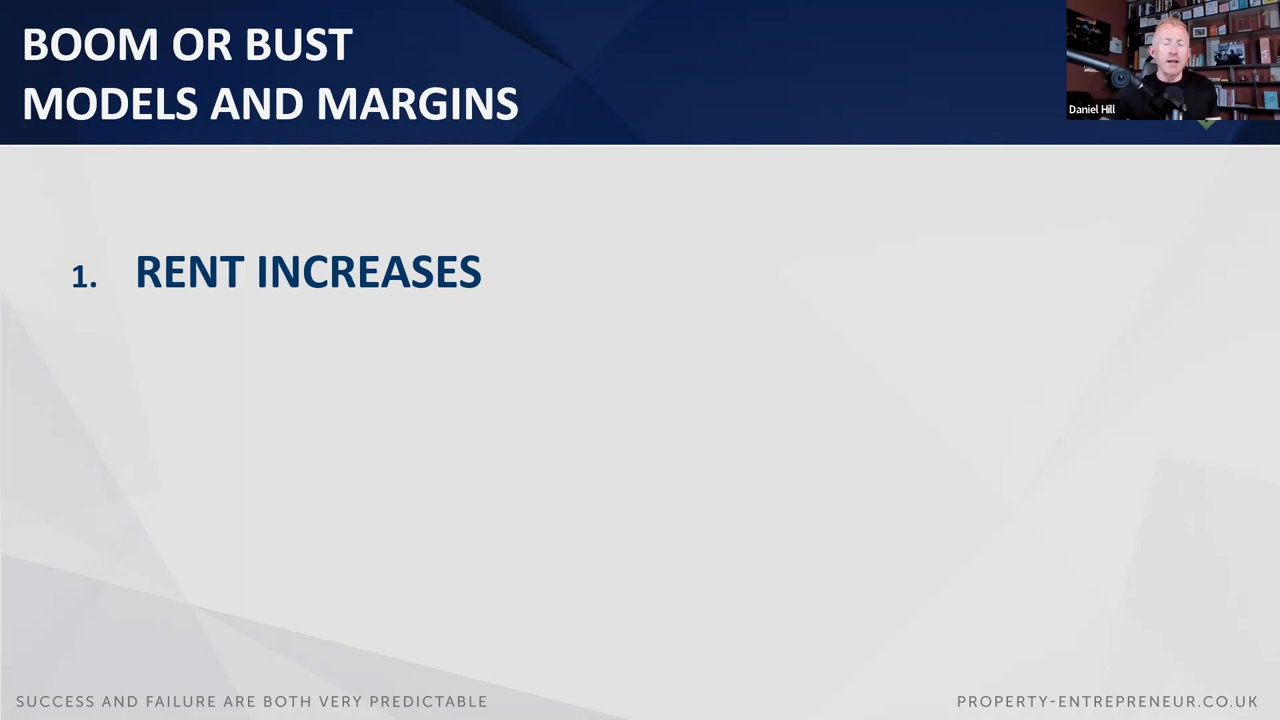 BOOM OR BUST
MODELS AND MARGINS
Daniel Hill
1. RENT INCREASES
SUCCESS AND FAILURE ARE BOTH VERY PREDICTABLE
PROPERTY-ENTREPRENEUR.CO.UK